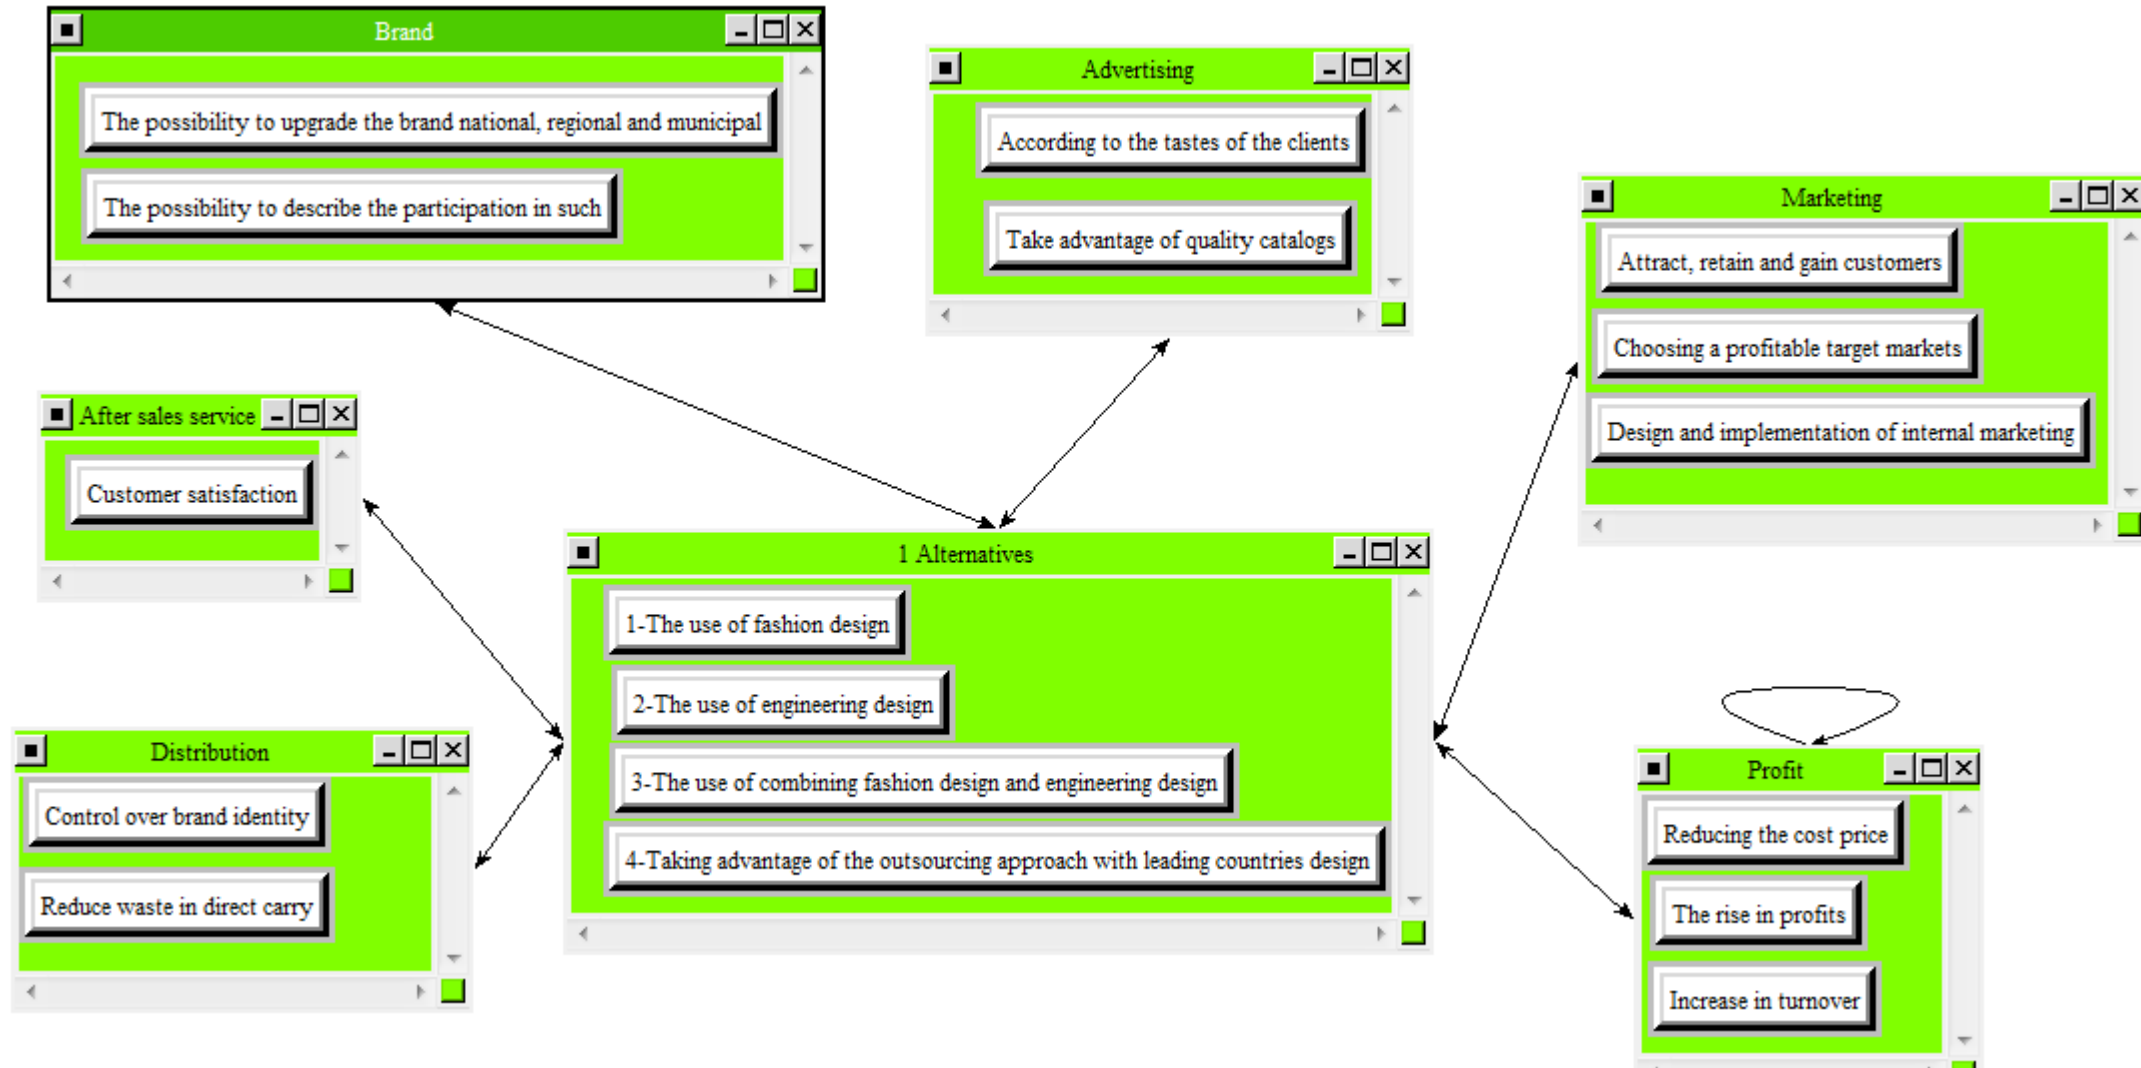 Brand
The possibility to upgrade the brand national, regional and municipal
The possibility to describe the participation in such
Advertising
According to the tastes of the clients
Take advantage of quality catalogs
Marketing
Attract, retain and gain customers
Choosing a profitable target markets
Design and implementation of internal marketing
After sales service
Customer satisfaction
1 Alternatives
1-The use of fashion design
2-The use of engineering design
3-The use of combining fashion design and engineering design
4-Taking advantage of the outsourcing approach with leading countries design
Distribution
Control over brand identity
Reduce waste in direct carry
Profit
Reducing the cost price
The rise in profits
Increase in turnover